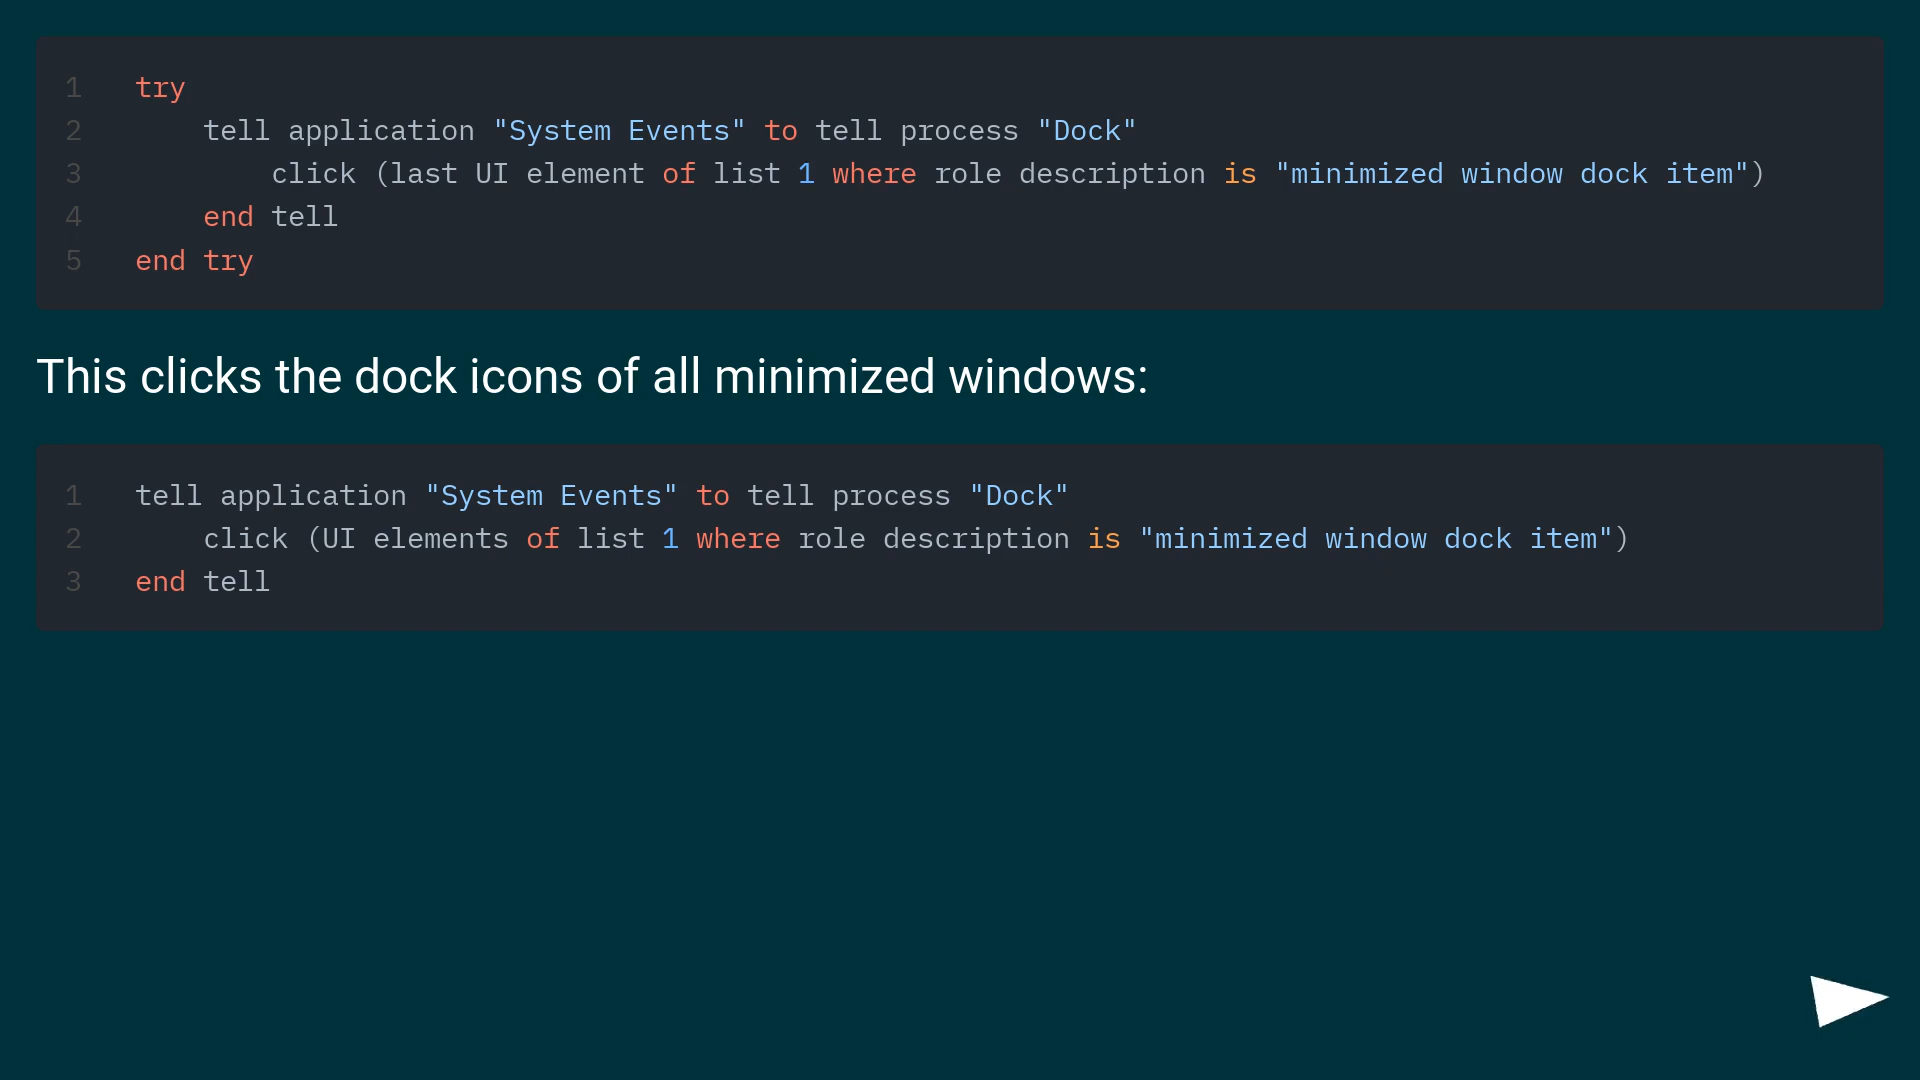 1 try
2 tell application "System Events" to tell process "Dock"
3 click (last UI element of list 1 where role description is "minimized window dock item")
4 end tell
5 end try
This clicks the dock icons of all minimized windows:
1 tell application "System Events" to tell process "Dock"
2 click (UI elements of list 1 where role description is "minimized window dock item")
3 end tell